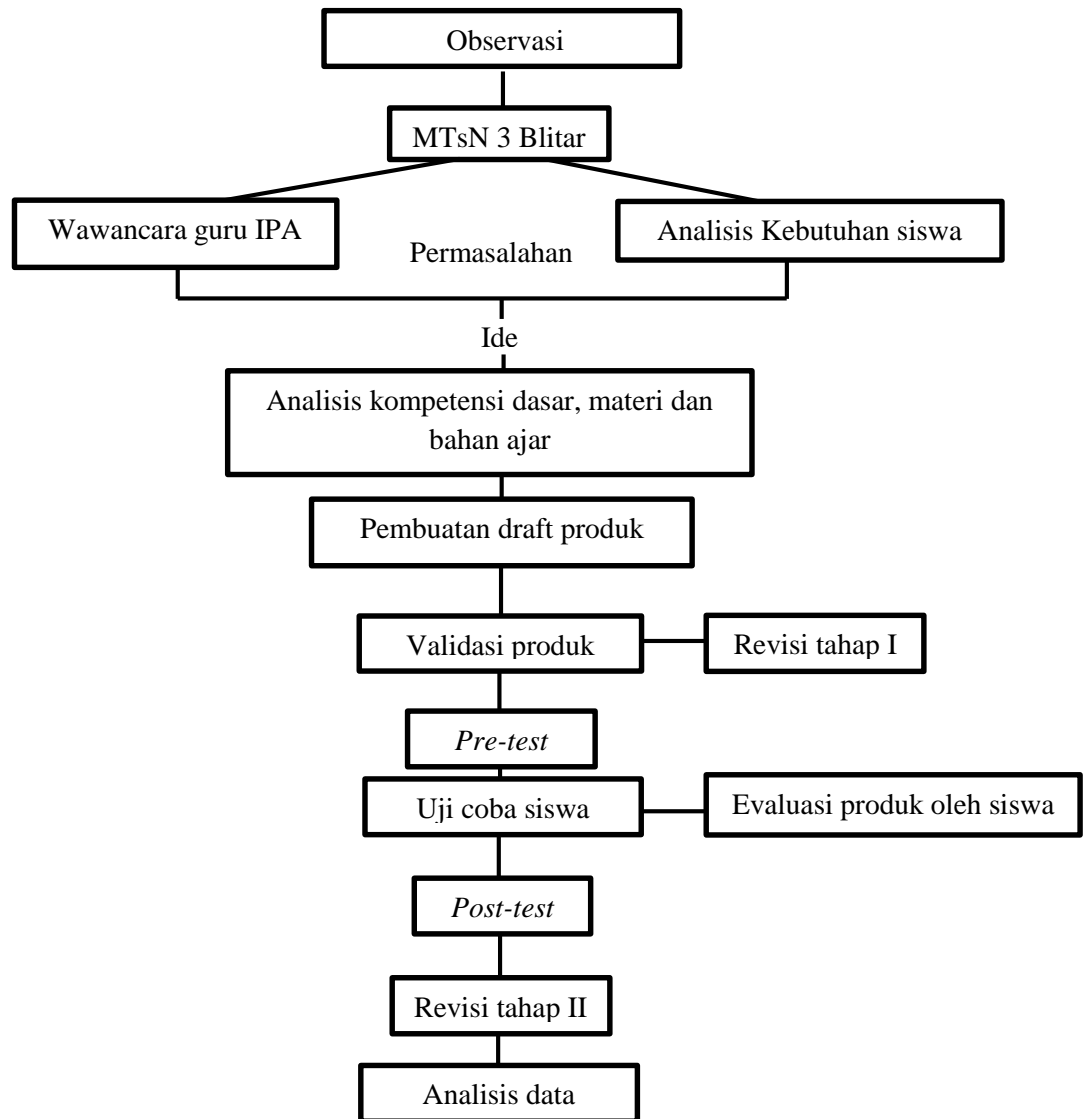 Observasi
MTsN 3 Blitar
Wawancara guru IPA
Analisis Kebutuhan siswa
Permasalahan
Ide
Analisis kompetensi dasar, materi dan
bahan ajar
Pembuatan draft produk
Validasi produk
Revisi tahap I
Pre-test
Uji coba siswa
Evaluasi produk oleh siswa
Post-test
Revisi tahap II
Analisis data